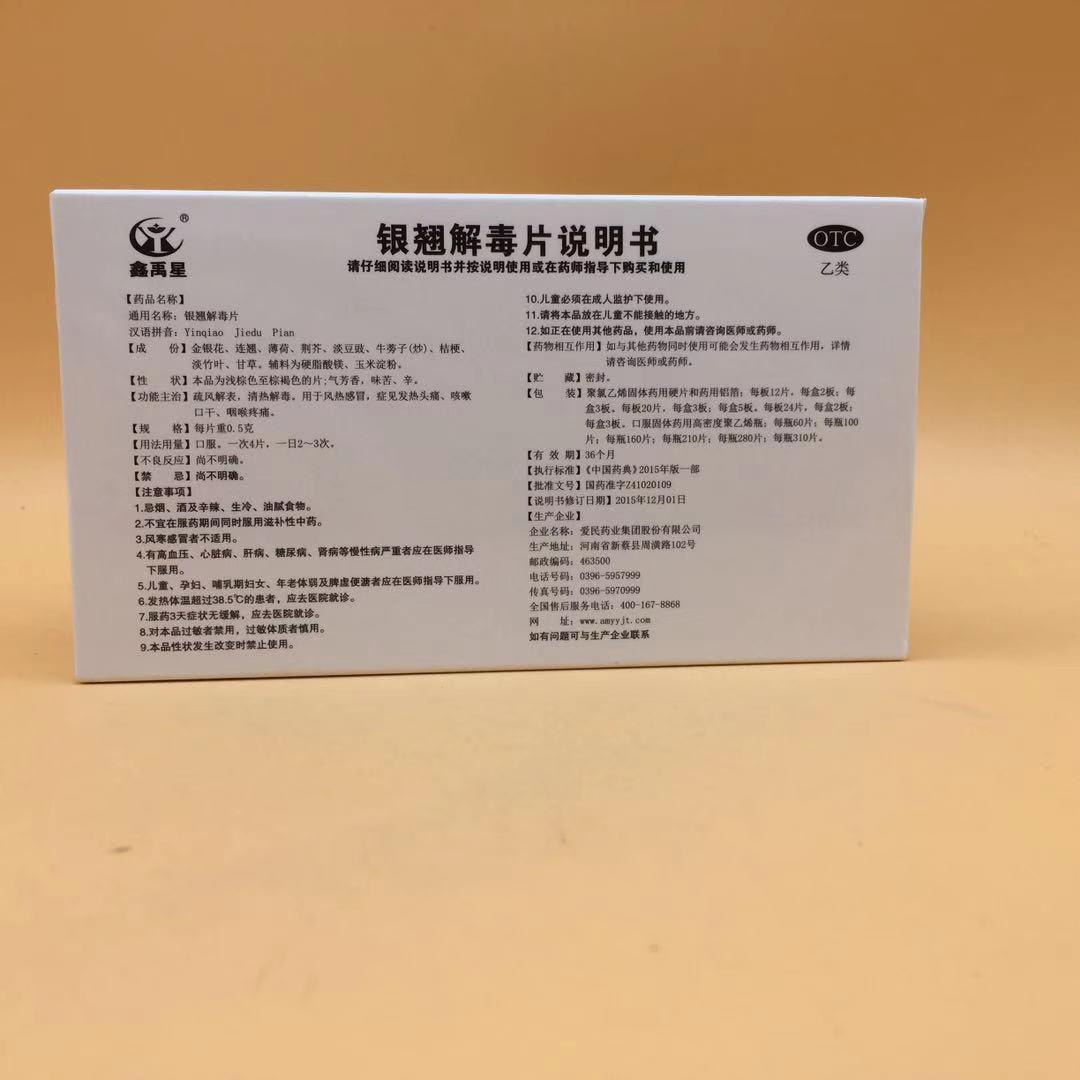 鑫禹星
®
银翘解毒片说明书
请仔细阅读说明书并按说明使用或在药师指导下购买和使用
OTC
乙类
【药品名称】
通用名称：银翘解毒片
汉语拼音：Yinqiao Jiedu Pian
【成 份】金银花、连翘、薄荷、荆芥、淡豆豉、牛蒡子(炒)、桔梗、
淡竹叶、甘草。辅料为硬脂酸镁、玉米淀粉。
【性 状】本品为浅棕色至棕褐色的片;气芳香，味苦、辛。
【功能主治】疏风解表，清热解毒。用于风热感冒，症见发热头痛、咳嗽
口干、咽喉疼痛。
【规 格】每片重0.5克
【用法用量】口服。一次4片，一日2～3次。
【不良反应】尚不明确。
【禁 忌】尚不明确。
【注意事项】
1.忌烟、酒及辛辣、生冷、油腻食物。
2.不宜在服药期间同时服用滋补性中药。
3.风寒感冒者不适用。
4.有高血压、心脏病、肝病、糖尿病、肾病等慢性病严重者应在医师指导
下服用。
5.儿童、孕妇、哺乳期妇女、年老体弱及脾虚便溏者应在医师指导下服用。
6.发热体温超过38.5℃的患者，应去医院就诊。
7.服药3天症状无缓解，应去医院就诊。
8.对本品过敏者禁用，过敏体质者慎用。
9.本品性状发生改变时禁止使用。
10.儿童必须在成人监护下使用。
11.请将本品放在儿童不能接触的地方。
12.如正在使用其他药品，使用本品前请咨询医师或药师。
【药物相互作用】如与其他药物同时使用可能会发生药物相互作用，详情
请咨询医师或药师。
【贮 藏】密封。
【包 装】聚氯乙烯固体药用硬片和药用铝箔；每板12片，每盒2板；每
盒3板。每板20片，每盒3板；每盒5板。每板24片，每盒2板；
每盒3板。口服固体药用高密度聚乙烯瓶；每瓶60片；每瓶100
片；每瓶160片；每瓶210片；每瓶280片；每瓶310片。
【有 效 期】36个月
【执行标准】《中国药典》2015年版一部
【批准文号】国药准字Z41020109
【说明书修订日期】2015年12月01日
【生产企业】
企业名称：爱民药业集团股份有限公司
生产地址：河南省新蔡县周潢路102号
邮政编码：463500
电话号码：0396-5957999
传真号码：0396-5970999
全国售后服务电话：400-167-8868
网 址：www.amyyjt.com
如有问题可与生产企业联系